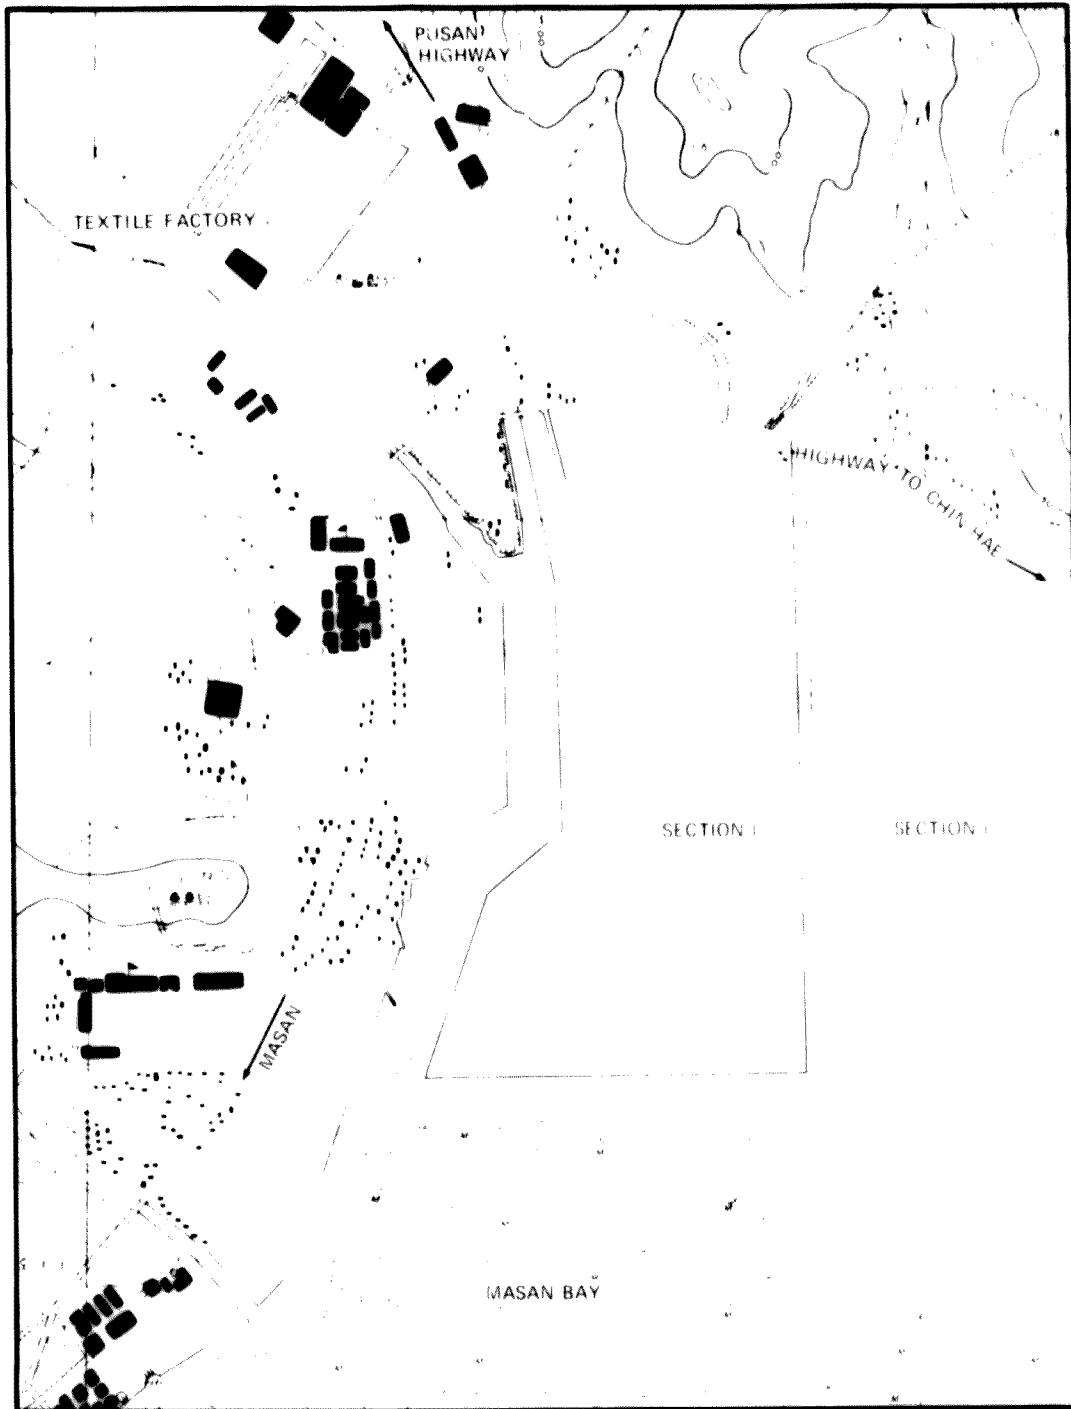 PUSAN
HIGHWAY
TEXTILE FACTORY
HIGHWAY TO CHIN HAE
SECTION I
SECTION
MASAN
MASAN BAY